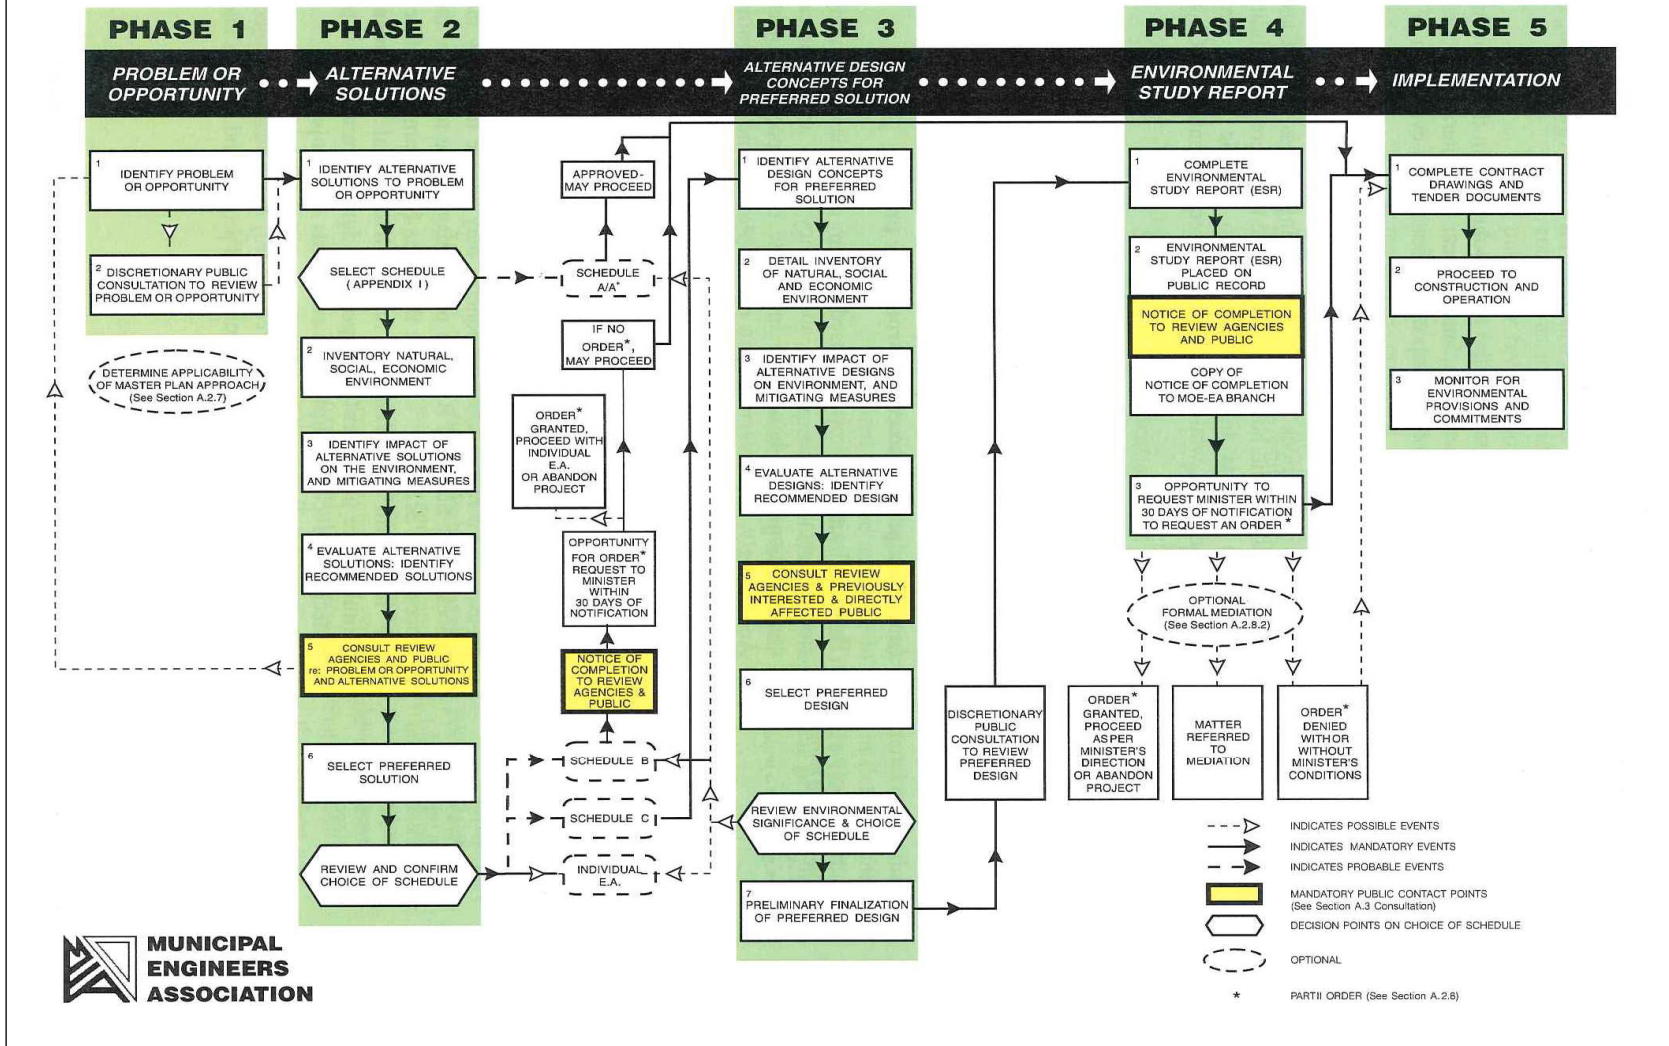 PHASE 1
PHASE 2
PHASE 3
PHASE 4
PHASE 5
PROBLEM OR
OPPORTUNITY
ALTERNATIVE
SOLUTIONS
ALTERNATIVE DESIGN
CONCEPTS FOR
PREFERRED SOLUTION
ENVIRONMENTAL
STUDY REPORT
IMPLEMENTATION
1
IDENTIFY PROBLEM
OR OPPORTUNITY
2
DISCRETIONARY PUBLIC
CONSULTATION TO REVIEW
PROBLEM OR OPPORTUNITY
DETERMINE APPLICABILITY
OF MASTER PLAN APPROACH
(See Section A.2.7)
1
IDENTIFY ALTERNATIVE
SOLUTIONS TO PROBLEM
OR OPPORTUNITY
SELECT SCHEDULE
(APPENDIX I)
2
INVENTORY NATURAL,
SOCIAL, ECONOMIC
ENVIRONMENT
3
IDENTIFY IMPACT OF
ALTERNATIVE SOLUTIONS
ON THE ENVIRONMENT,
AND MITIGATING MEASURES
4
EVALUATE ALTERNATIVE
SOLUTIONS: IDENTIFY
RECOMMENDED SOLUTIONS
5
CONSULT REVIEW
AGENCIES AND PUBLIC
re: PROBLEM OR OPPORTUNITY
AND ALTERNATIVE SOLUTIONS
6
SELECT PREFERRED
SOLUTION
REVIEW AND CONFIRM
CHOICE OF SCHEDULE
APPROVED-
MAY PROCEED
SCHEDULE
A/A+
IF NO
ORDER*,
MAY PROCEED
ORDER*
GRANTED,
PROCEED WITH
INDIVIDUAL
E.A.
OR ABANDON
PROJECT
OPPORTUNITY
FOR ORDER*
REQUEST TO
MINISTER
WITHIN
30 DAYS OF
NOTIFICATION
NOTICE OF
COMPLETION
TO REVIEW
AGENCIES &
PUBLIC
SCHEDULE B
SCHEDULE C
INDIVIDUAL
E.A.
1
IDENTIFY ALTERNATIVE
DESIGN CONCEPTS
FOR PREFERRED
SOLUTION
2
DETAIL INVENTORY
OF NATURAL, SOCIAL
AND ECONOMIC
ENVIRONMENT
3
IDENTIFY IMPACT OF
ALTERNATIVE DESIGNS
ON ENVIRONMENT, AND
MITIGATING MEASURES
4
EVALUATE ALTERNATIVE
DESIGNS: IDENTIFY
RECOMMENDED DESIGN
5
CONSULT REVIEW
AGENCIES & PREVIOUSLY
INTERESTED & DIRECTLY
AFFECTED PUBLIC
6
SELECT PREFERRED
DESIGN
REVIEW ENVIRONMENTAL
SIGNIFICANCE & CHOICE
OF SCHEDULE
7
PRELIMINARY FINALIZATION
OF PREFERRED DESIGN
DISCRETIONARY
PUBLIC
CONSULTATION
TO REVIEW
PREFERRED
DESIGN
1
COMPLETE
ENVIRONMENTAL
STUDY REPORT (ESR)
2
ENVIRONMENTAL
STUDY REPORT (ESR)
PLACED ON
PUBLIC RECORD
NOTICE OF COMPLETION
TO REVIEW AGENCIES
AND PUBLIC
COPY OF
NOTICE OF COMPLETION
TO MOE-EA BRANCH
3
OPPORTUNITY TO
REQUEST MINISTER WITHIN
30 DAYS OF NOTIFICATION
TO REQUEST AN ORDER*
OPTIONAL
FORMAL MEDIATION
(See Section A.2.8.2)
ORDER*
GRANTED,
PROCEED
AS PER
MINISTER'S
DIRECTION
OR ABANDON
PROJECT
MATTER
REFERRED
TO
MEDIATION
ORDER*
DENIED
WITH OR
WITHOUT
MINISTER'S
CONDITIONS
1
COMPLETE CONTRACT
DRAWINGS AND
TENDER DOCUMENTS
2
PROCEED TO
CONSTRUCTION AND
OPERATION
3
MONITOR FOR
ENVIRONMENTAL
PROVISIONS AND
COMMITMENTS
INDICATES POSSIBLE EVENTS
INDICATES MANDATORY EVENTS
INDICATES PROBABLE EVENTS
MANDATORY PUBLIC CONTACT POINTS
(See Section A.3 Consultation)
DECISION POINTS ON CHOICE OF SCHEDULE
OPTIONAL
* PART II ORDER (See Section A.2.6)
MUNICIPAL
ENGINEERS
ASSOCIATION